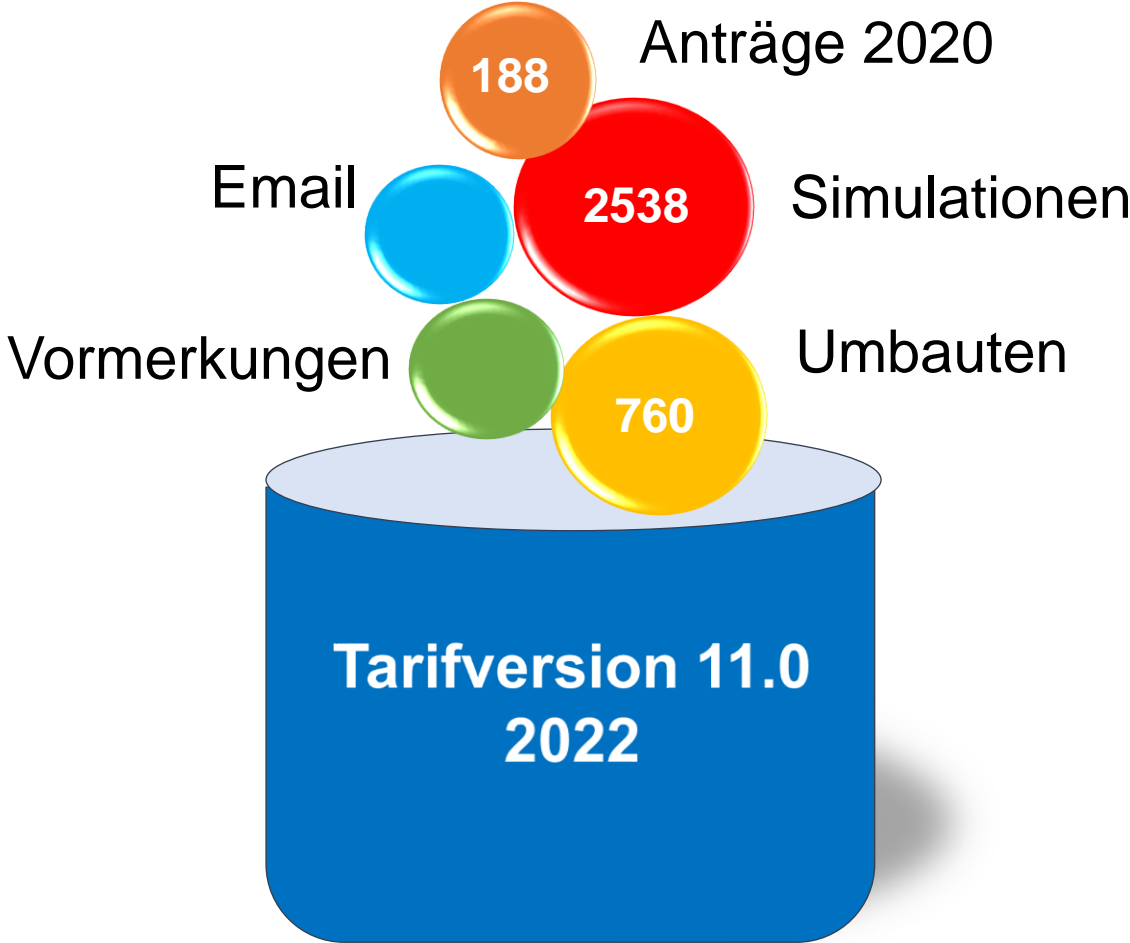 188
Anträge 2020
Email
2538
Simulationen
Vormerkungen
760
Umbauten
Tarifversion 11.0
2022